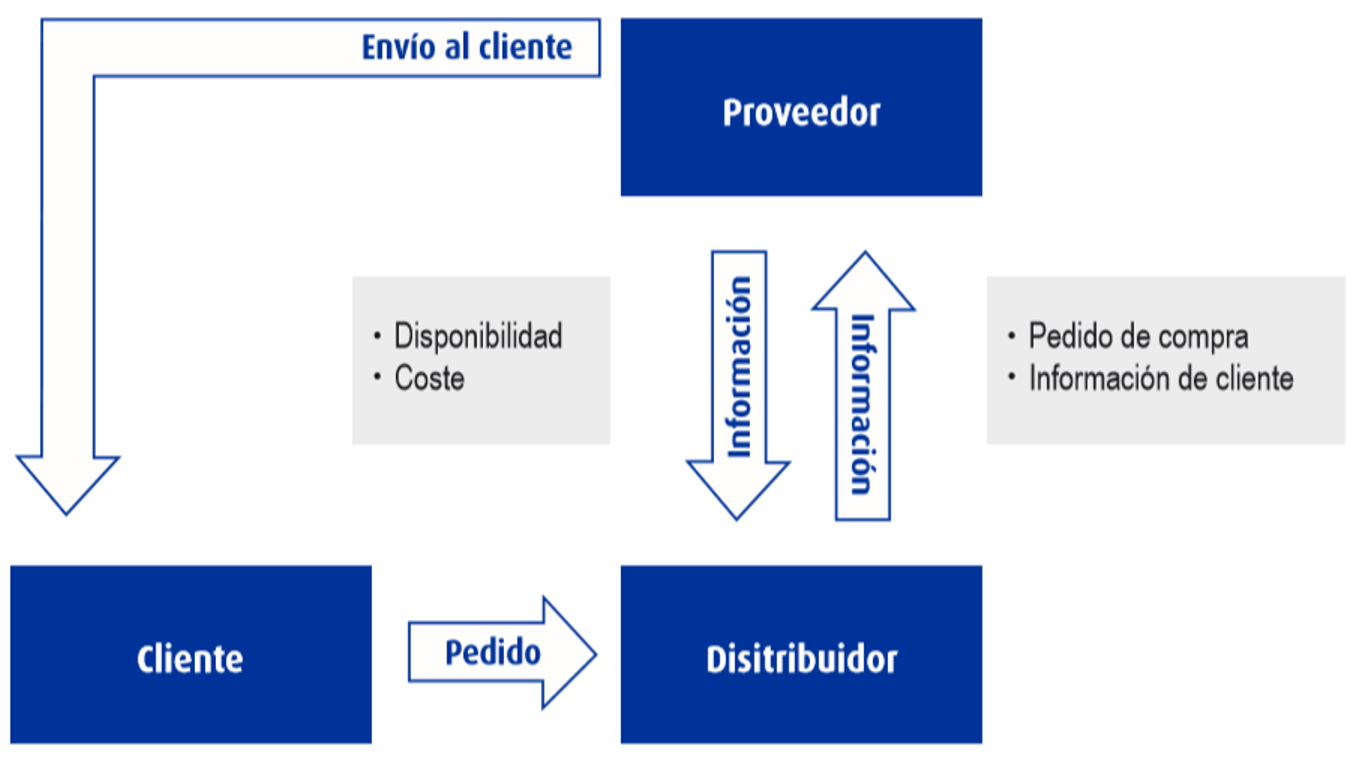 Envío al cliente
Proveedor
• Disponibilidad
• Coste
Información
Información
• Pedido de compra
• Información de cliente
Cliente
Pedido
Disitribuidor